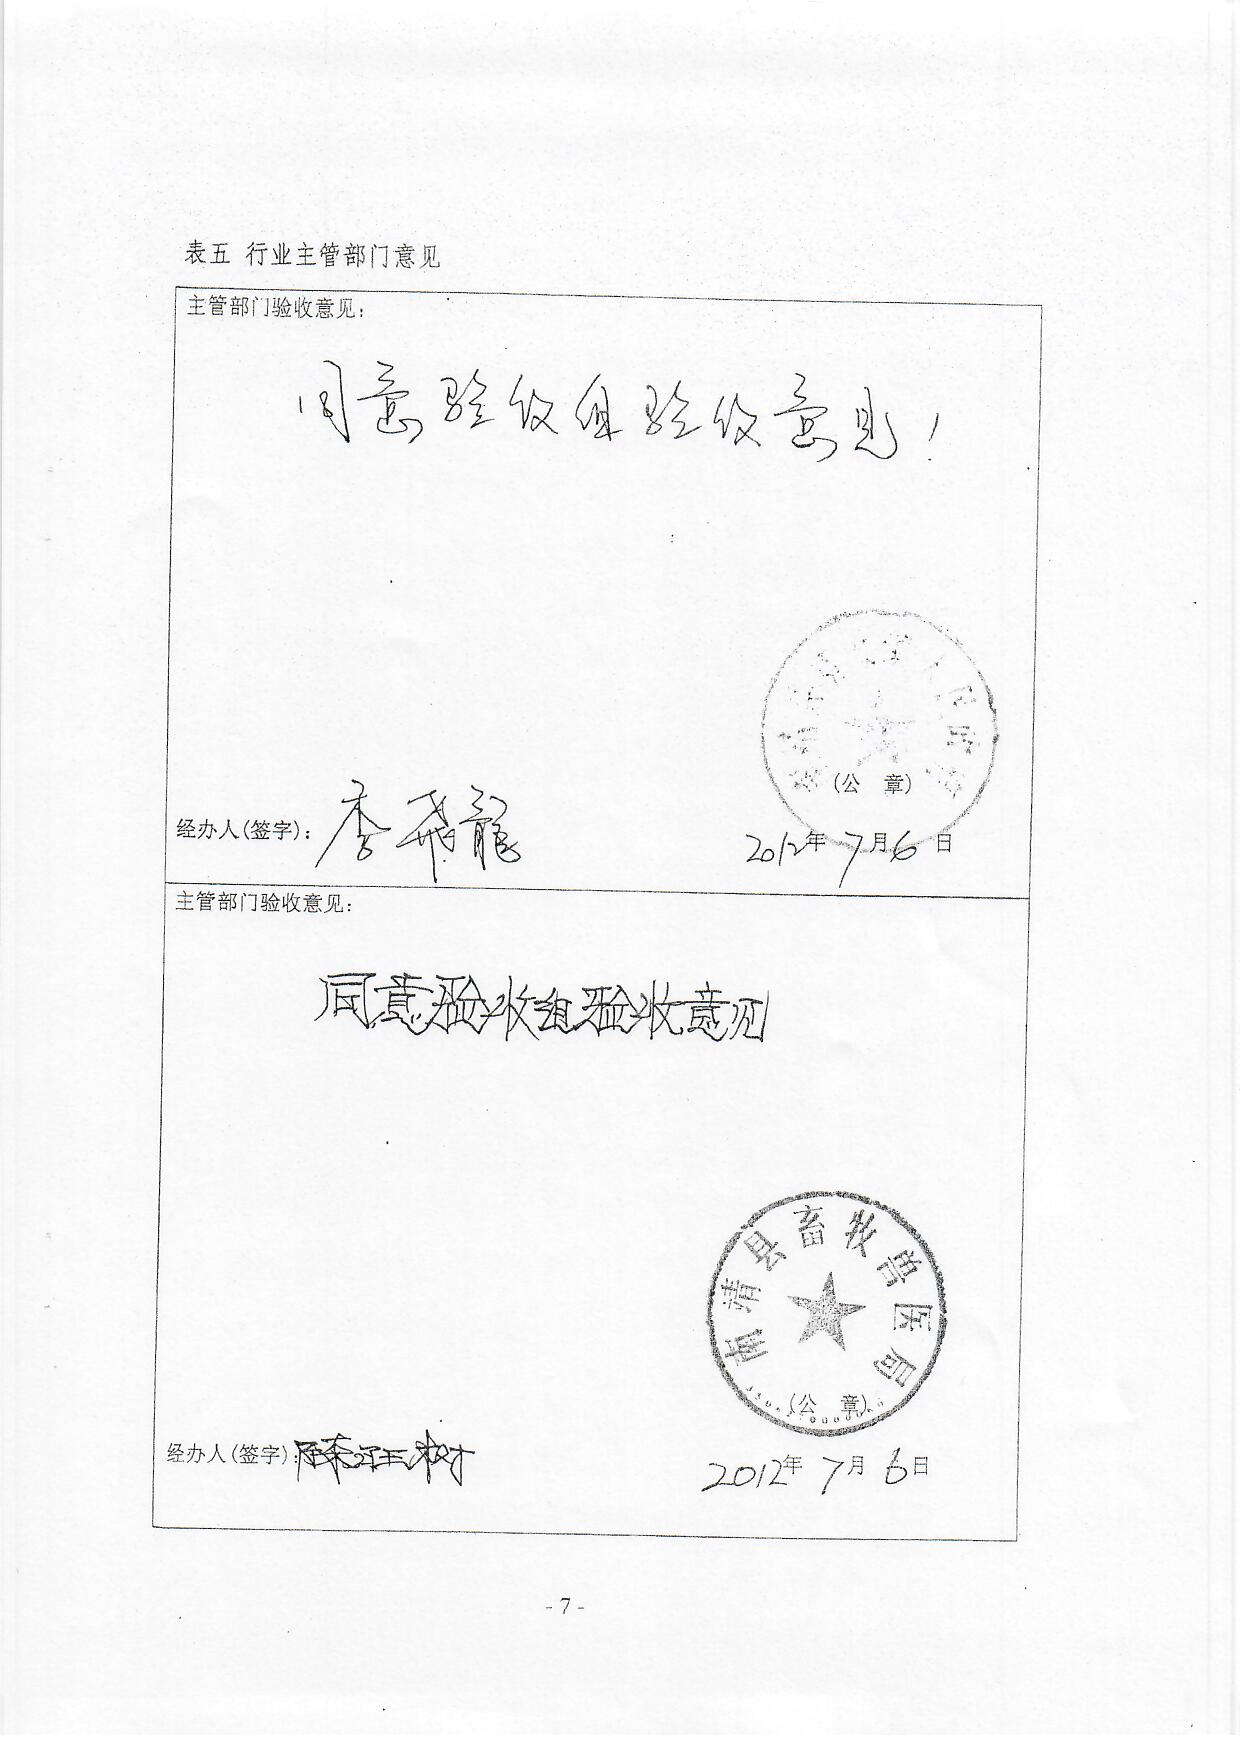 表五 行业主管部门意见
主管部门验收意见:
同意验收组验收意见!
(公 章)
经办人(签字): 李飛龍
2012年7月6日
主管部门验收意见:
同意验收组验收意见
南清县畜牧兽医局
(公 章)
经办人(签字):
2012年7月6日
- 7 -